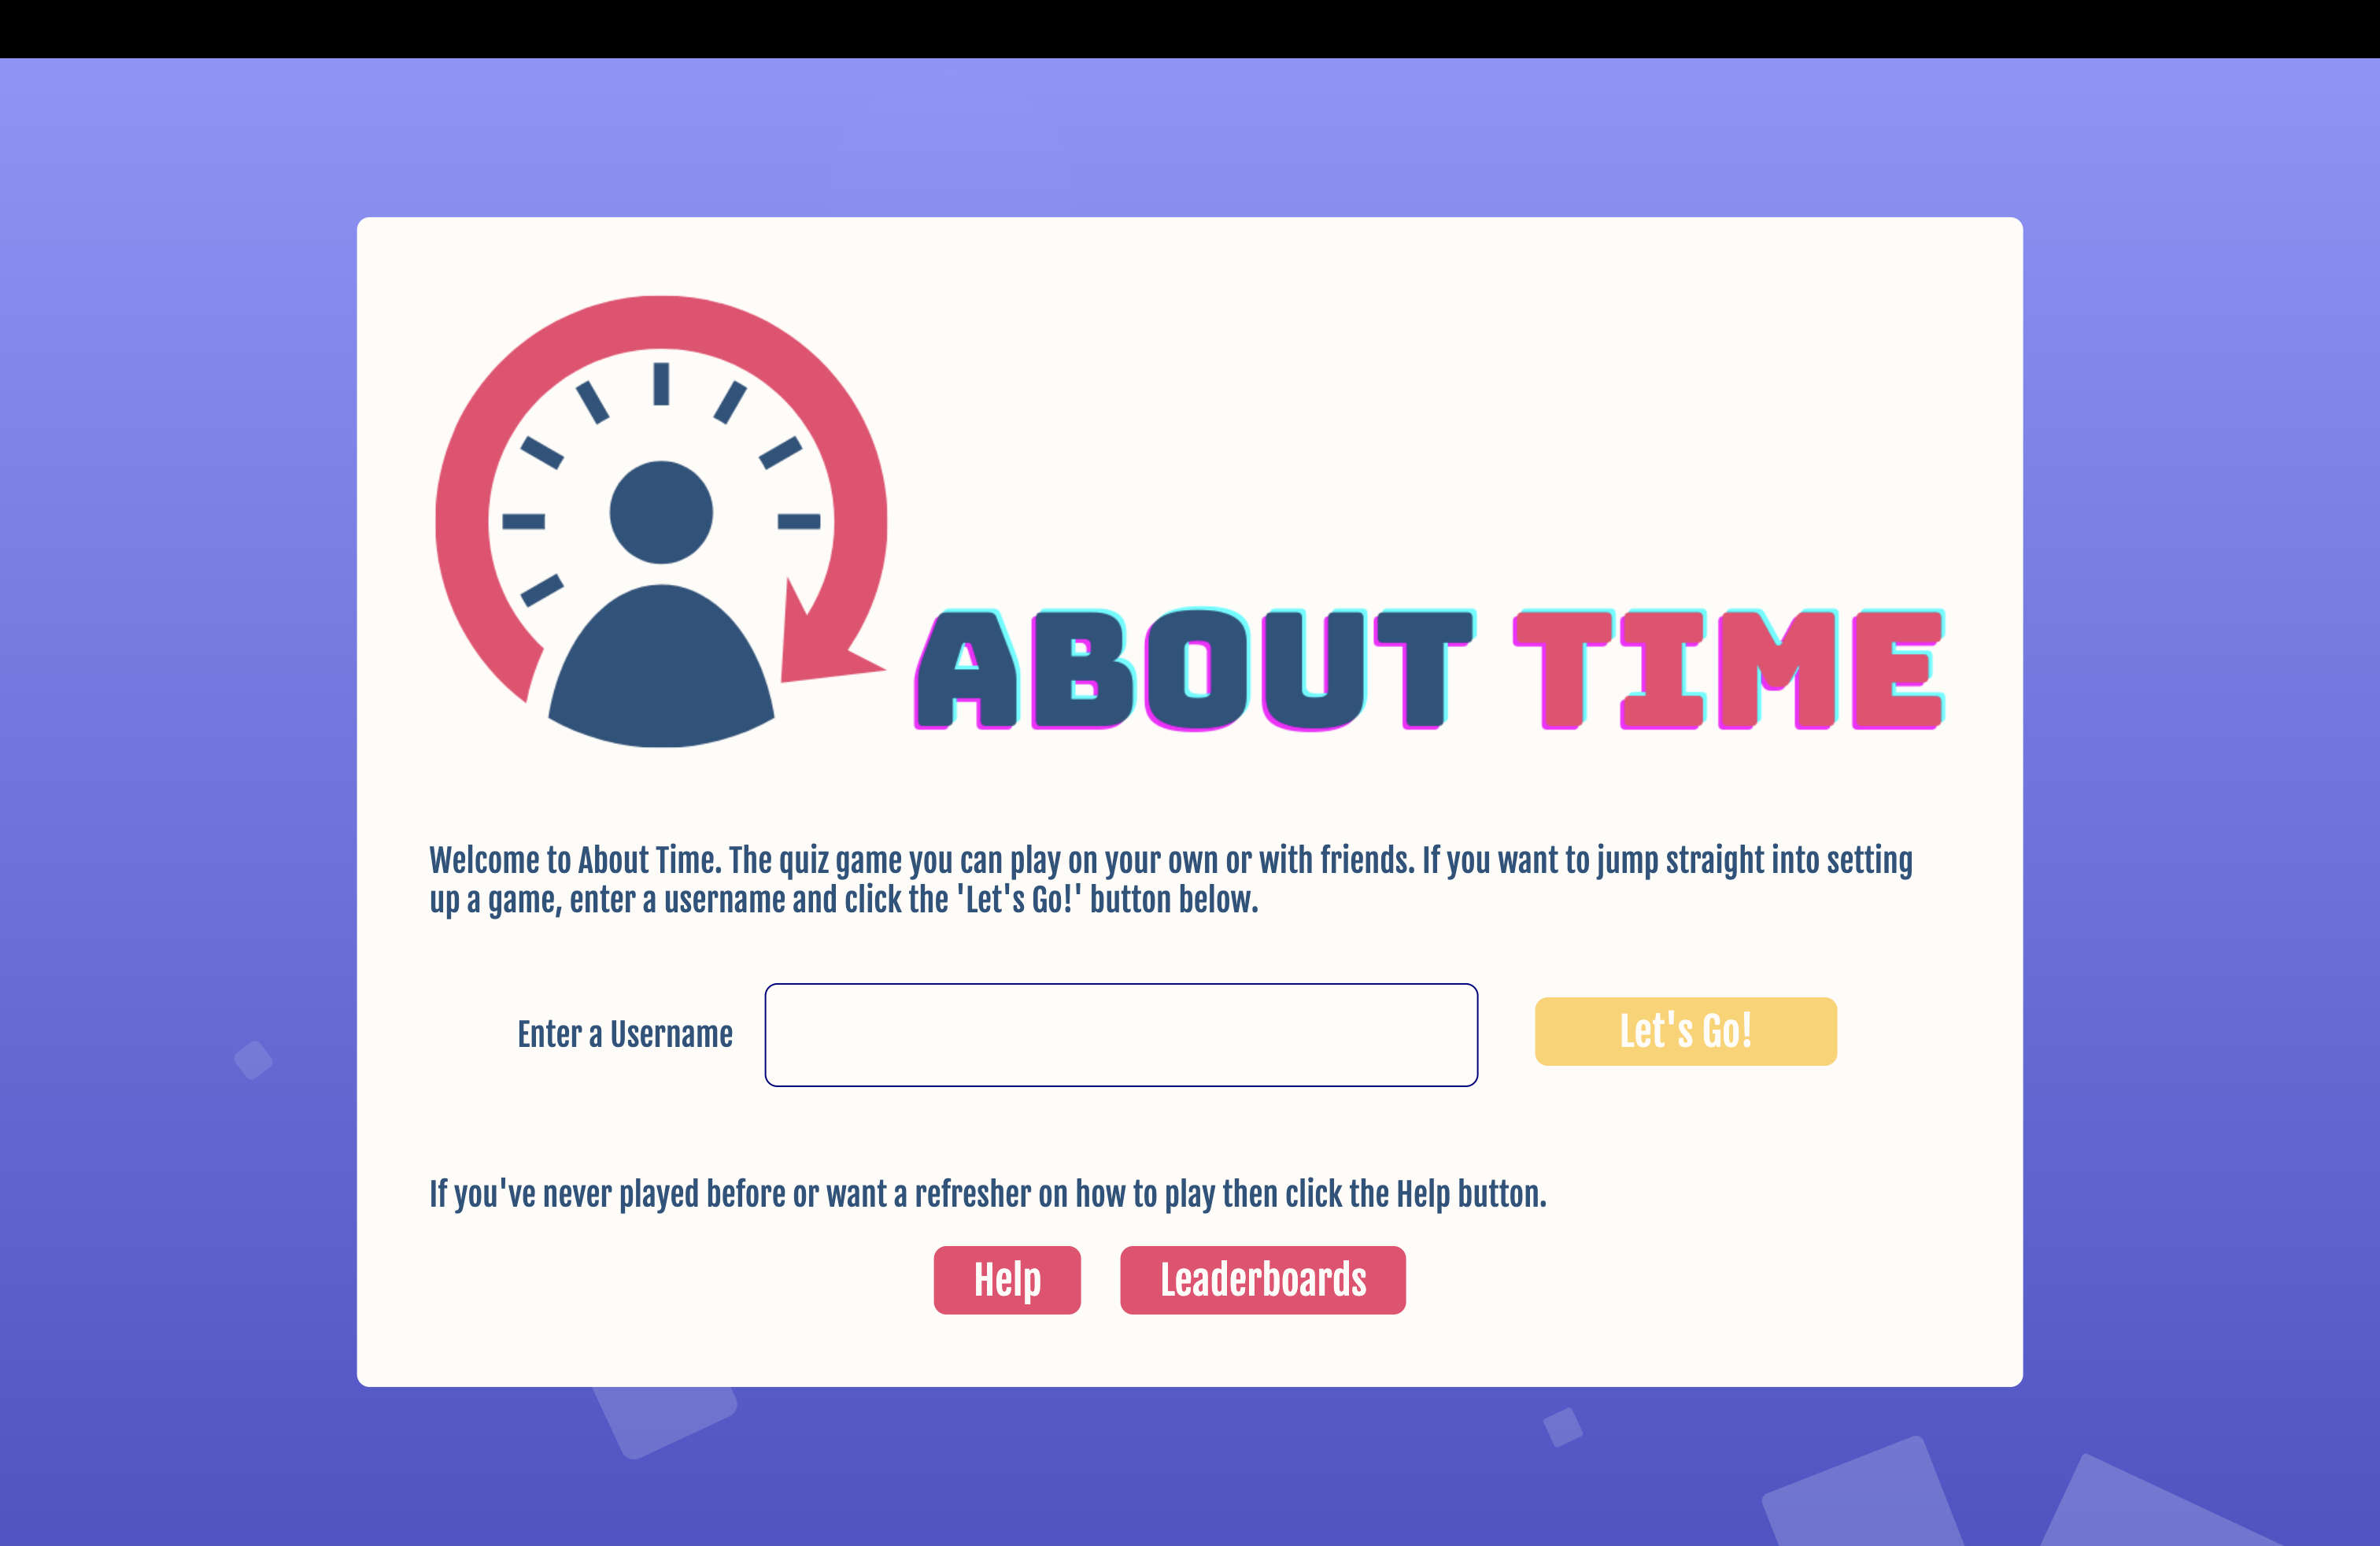 ABOUT TIME
Welcome to About Time. The quiz game you can play on your own or with friends. If you want to jump straight into setting
up a game, enter a username and click the 'Let's Go!' button below.
Enter a Username
Let's Go!
If you've never played before or want a refresher on how to play then click the Help button.
Help
Leaderboards